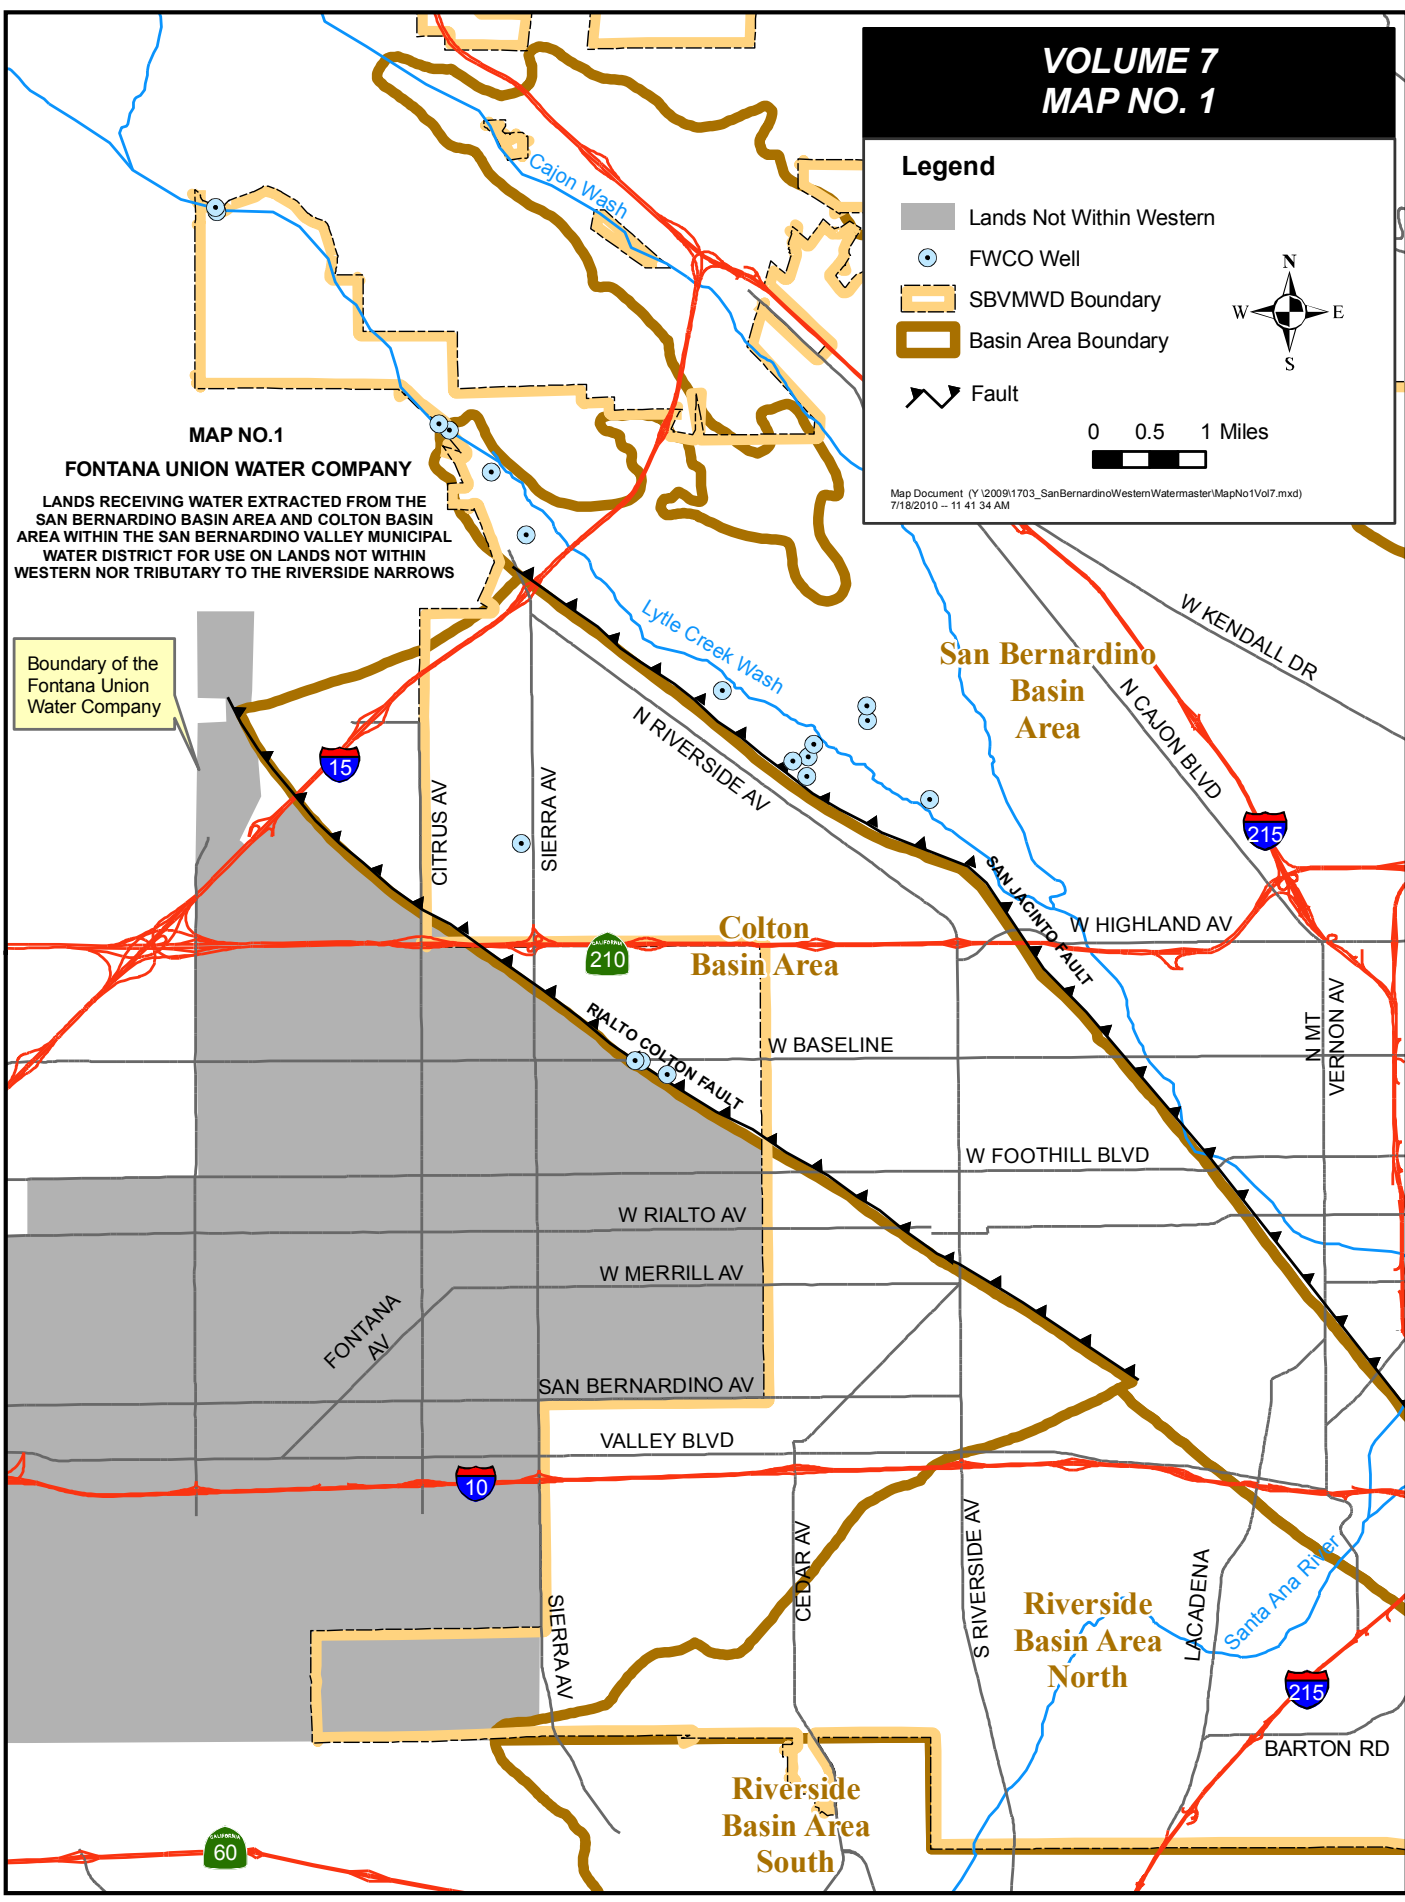 VOLUME 7
MAP NO. 1
Legend
Lands Not Within Western
FWCO Well
SBVMWD Boundary
Basin Area Boundary
Fault
N
W
E
S
0 0.5 1 Miles
Map Document (Y \2009\1703_SanBernardinoWesternWatermaster\MapNo1Vol7.mxd)
7/18/2010 -- 11 41 34 AM
Cajon Wash
MAP NO.1
FONTANA UNION WATER COMPANY
LANDS RECEIVING WATER EXTRACTED FROM THE
SAN BERNARDINO BASIN AREA AND COLTON BASIN
AREA WITHIN THE SAN BERNARDINO VALLEY MUNICIPAL
WATER DISTRICT FOR USE ON LANDS NOT WITHIN
WESTERN NOR TRIBUTARY TO THE RIVERSIDE NARROWS
Boundary of the
Fontana Union
Water Company
Lytle Creek Wash
San Bernardino
Basin
Area
W KENDALL DR
N CAJON BLVD
N RIVERSIDE AV
15
CITRUS AV
SIERRA AV
215
SAN JACINTO FAULT
W HIGHLAND AV
Colton
Basin Area
CALIFORNIA
210
RIALTO COLTON FAULT
W BASELINE
N MT
VERNON AV
W FOOTHILL BLVD
W RIALTO AV
W MERRILL AV
FONTANA
AV
SAN BERNARDINO AV
VALLEY BLVD
10
CEDAR AV
S RIVERSIDE AV
LACADENA
Santa Ana River
SIERRA AV
Riverside
Basin Area
North
215
BARTON RD
Riverside
Basin Area
South
CALIFORNIA
60